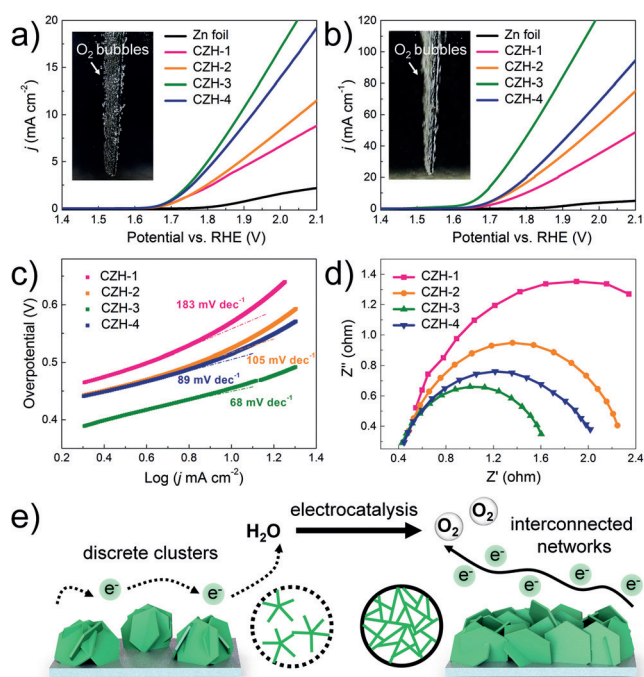 a)
20
15
10
5
0
j (mA cm⁻²)
O₂ bubbles
Zn foil
CZH-1
CZH-2
CZH-3
CZH-4
1.4 1.5 1.6 1.7 1.8 1.9 2.0 2.1
Potential vs. RHE (V)
b)
120
100
80
60
40
20
0
j (mA cm⁻¹)
O₂ bubbles
Zn foil
CZH-1
CZH-2
CZH-3
CZH-4
1.4 1.5 1.6 1.7 1.8 1.9 2.0 2.1
Potential vs. RHE (V)
c)
0.6
0.5
0.4
Overpotential (V)
CZH-1
CZH-2
CZH-3
CZH-4
183 mV dec⁻¹
105 mV dec⁻¹
89 mV dec⁻¹
68 mV dec⁻¹
0.2 0.4 0.6 0.8 1.0 1.2 1.4
Log (j mA cm⁻²)
d)
1.4
1.2
1.0
0.8
0.6
0.4
Z'' (ohm)
CZH-1
CZH-2
CZH-3
CZH-4
0.4 0.8 1.2 1.6 2.0 2.4
Z' (ohm)
e)
discrete clusters
e⁻
e⁻
H₂O
electrocatalysis
O₂
O₂
interconnected
networks
e⁻
e⁻
e⁻
e⁻
e⁻